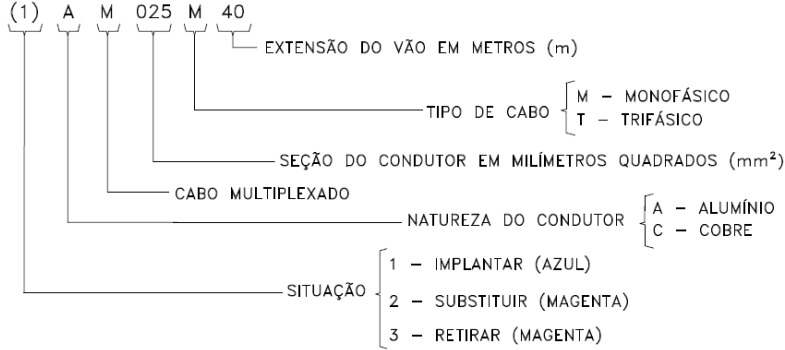 (1) A M 025 M 40
EXTENSÃO DO VÃO EM METROS (m)
TIPO DE CABO
M – MONOFÁSICO
T – TRIFÁSICO
SEÇÃO DO CONDUTOR EM MILÍMETROS QUADRADOS (mm²)
CABO MULTIPLEXADO
NATUREZA DO CONDUTOR
A – ALUMÍNIO
C – COBRE
SITUAÇÃO
1 – IMPLANTAR (AZUL)
2 – SUBSTITUIR (MAGENTA)
3 – RETIRAR (MAGENTA)